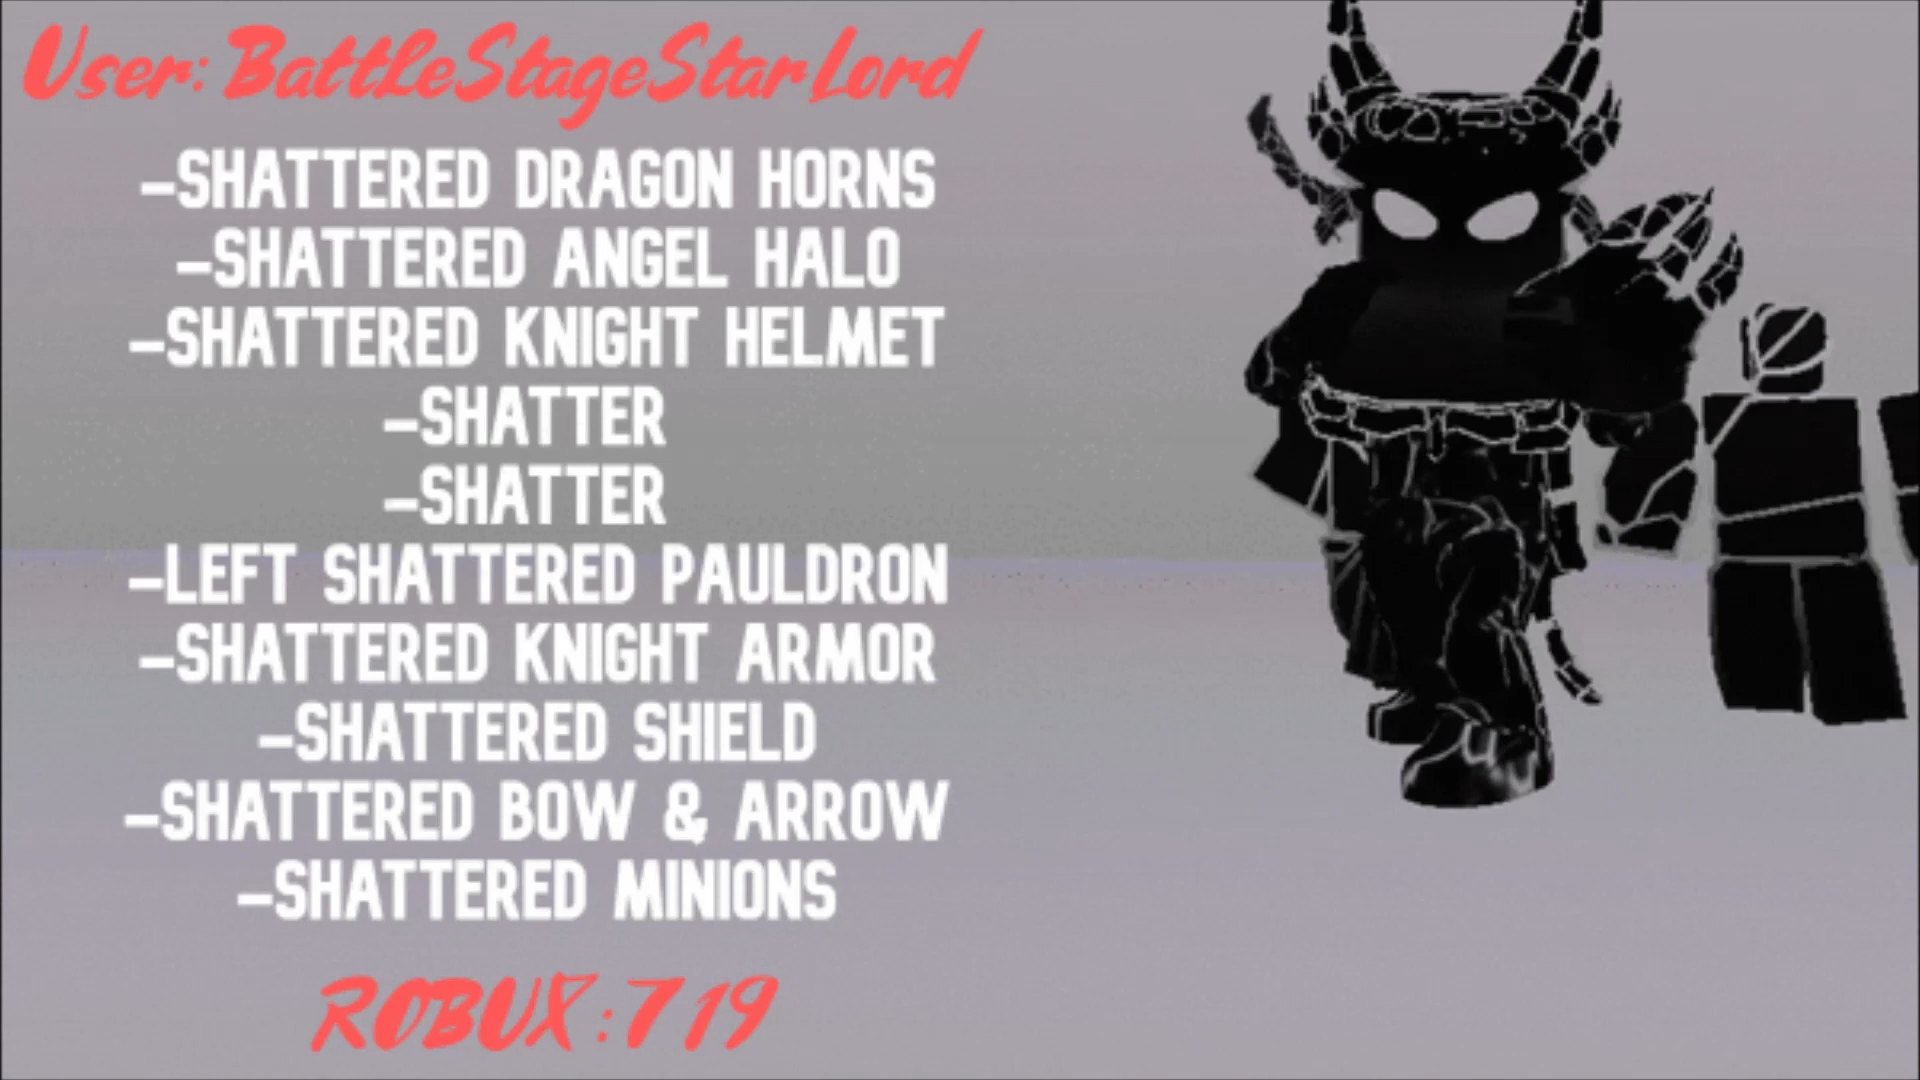 User: BattleStageStarLord
-SHATTERED DRAGON HORNS
-SHATTERED ANGEL HALO
-SHATTERED KNIGHT HELMET
-SHATTER
-SHATTER
-LEFT SHATTERED PAULDRON
-SHATTERED KNIGHT ARMOR
-SHATTERED SHIELD
-SHATTERED BOW & ARROW
-SHATTERED MINIONS
ROBUX:719